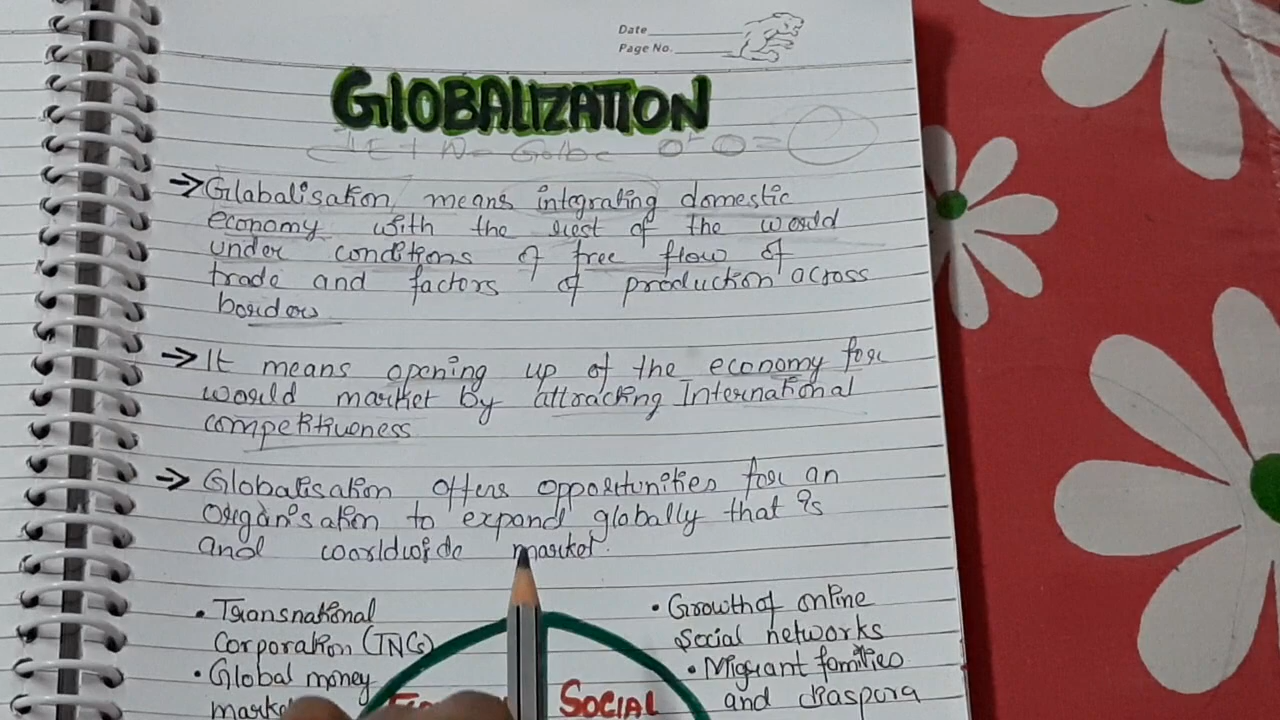 Date
Page No.
GLOBALIZATION
→ Glabalisation means integrating domestic
economy with the rest of the world
under conditions of free flow of
trade and factors of production across
borders
→ It means opening up of the economy for
world market by attracting International
competitiveness
→ Globalisation offers opportunities for an
Organisation to expand globally that is
and worldwide market.
• Transnational
Corporation (TNCs)
• Global money
SOCIAL
• Growth of online
social networks
• Migrant families
and diaspora